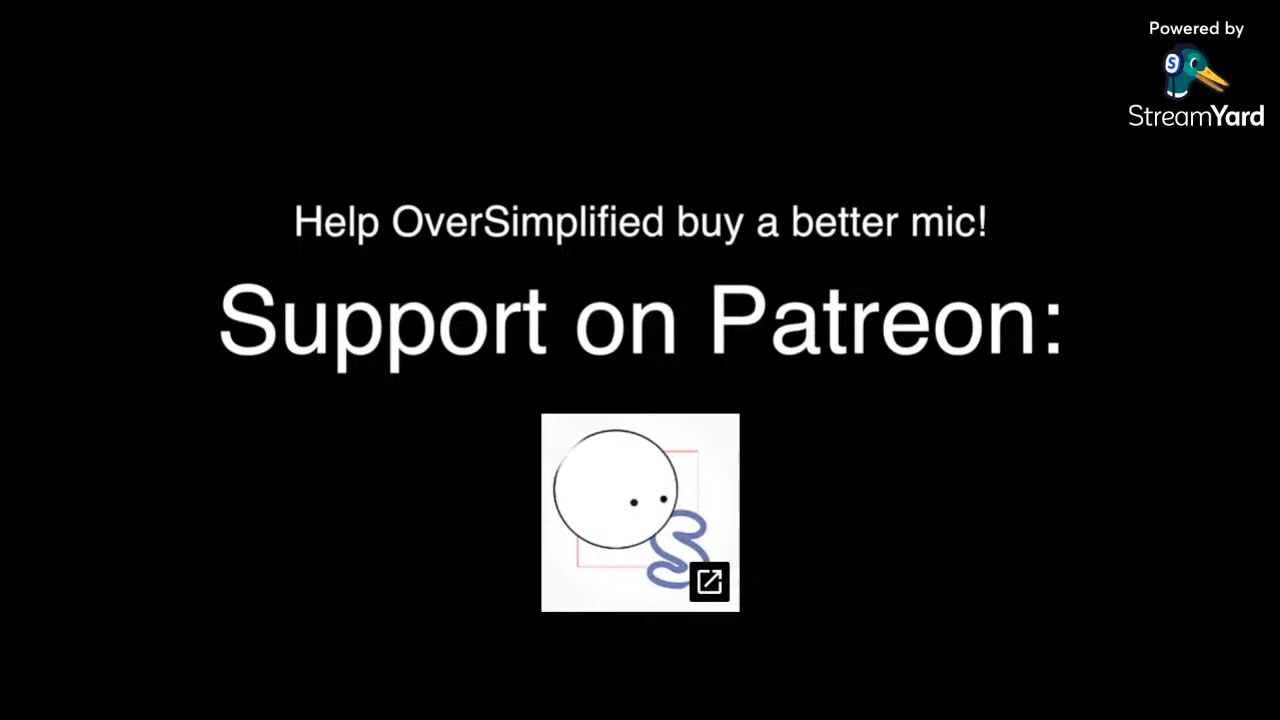 Powered by
StreamYard
Help OverSimplified buy a better mic!
Support on Patreon: